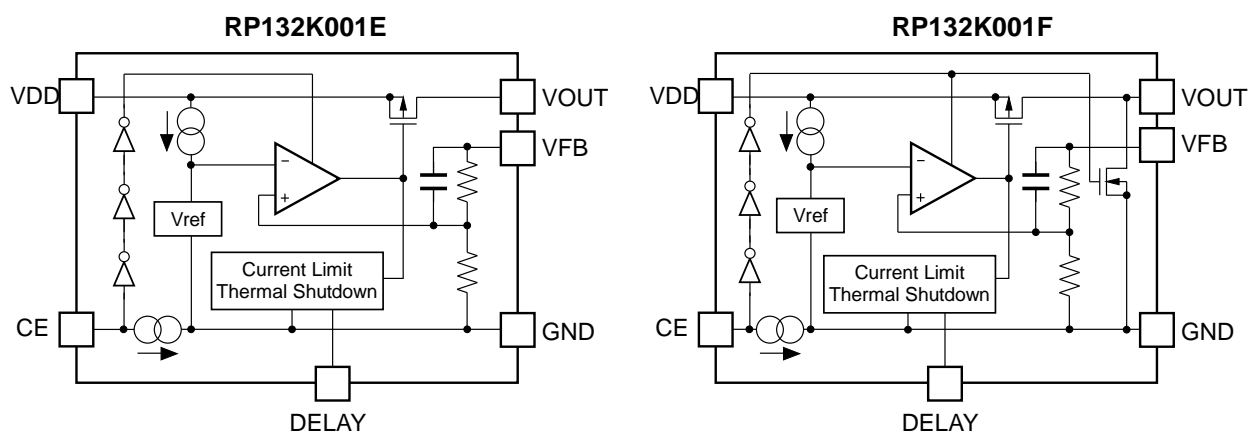 RP132K001E
VDD
VOUT
VFB
−
+
Vref
Current Limit
Thermal Shutdown
CE
GND
DELAY
RP132K001F
VDD
VOUT
VFB
−
+
Vref
Current Limit
Thermal Shutdown
CE
GND
DELAY